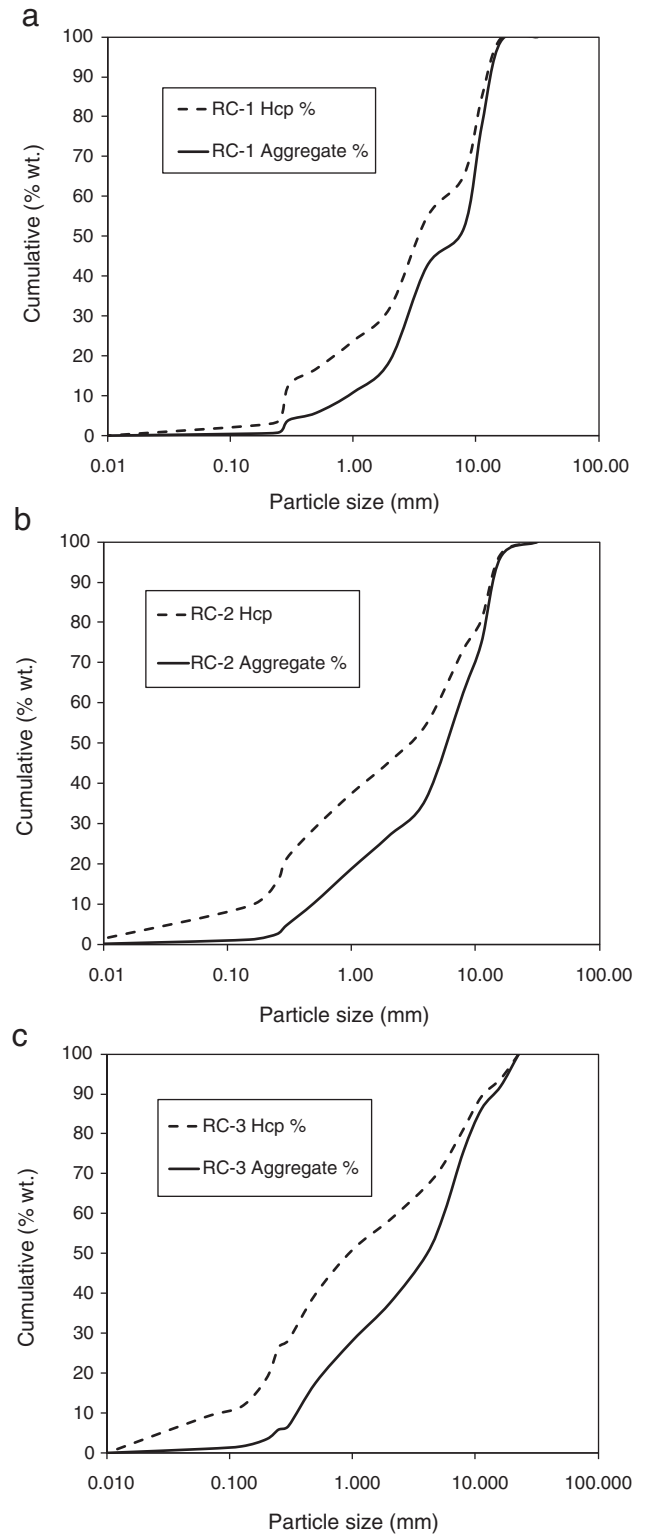 a
100
90
80
70
60
50
40
30
20
10
0
Cumulative (% wt.)
RC-1 Hcp %
RC-1 Aggregate %
0.01 0.10 1.00 10.00 100.00
Particle size (mm)
b
100
90
80
70
60
50
40
30
20
10
0
Cumulative (% wt.)
RC-2 Hcp
RC-2 Aggregate %
0.01 0.10 1.00 10.00 100.00
Particle size (mm)
c
100
90
80
70
60
50
40
30
20
10
0
Cumulative (% wt.)
RC-3 Hcp %
RC-3 Aggregate %
0.010 0.100 1.000 10.000 100.000
Particle size (mm)